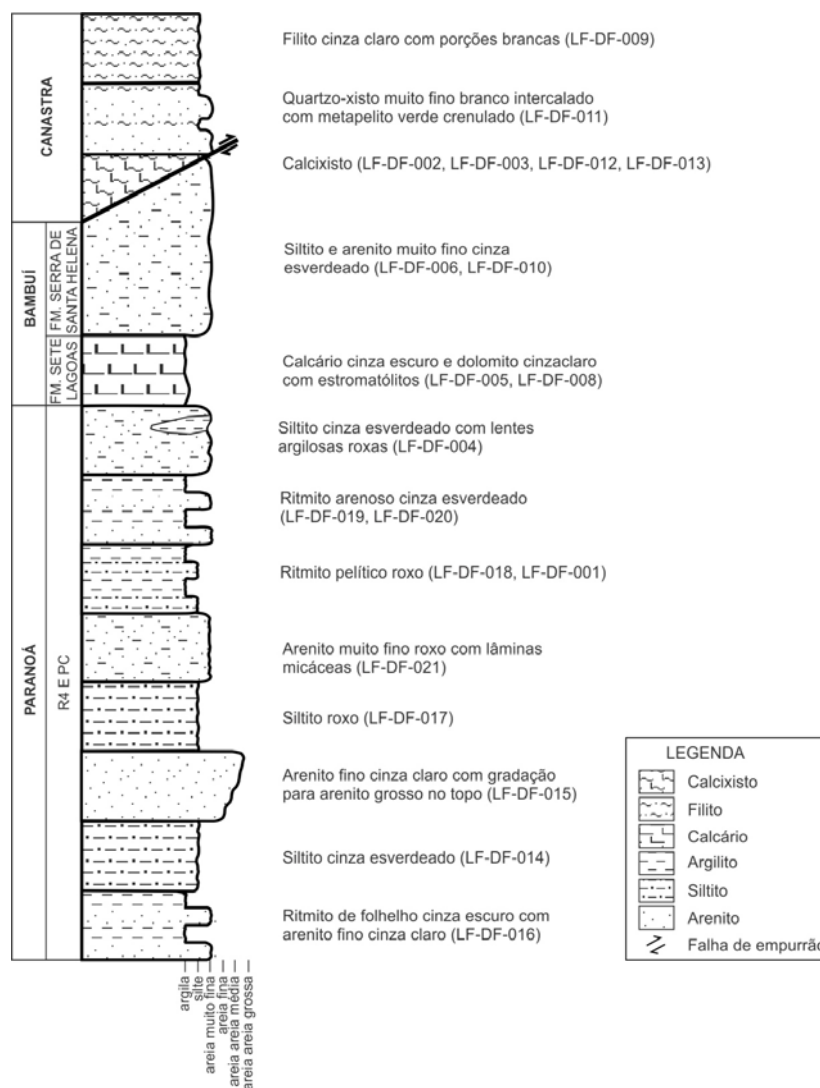 CANASTRA
Filito cinza claro com porções brancas (LF-DF-009)
Quartzo-xisto muito fino branco intercalado
com metapelito verde crenulado (LF-DF-011)
Calcixisto (LF-DF-002, LF-DF-003, LF-DF-012, LF-DF-013)
BAMBUÍ
FM. SERRA DE
SANTA HELENA
Siltito e arenito muito fino cinza
esverdeado (LF-DF-006, LF-DF-010)
FM. SETE
LAGOAS
Calcário cinza escuro e dolomito cinzaclaro
com estromatólitos (LF-DF-005, LF-DF-008)
PARANOÁ
R4 E PC
Siltito cinza esverdeado com lentes
argilosas roxas (LF-DF-004)
Ritmito arenoso cinza esverdeado
(LF-DF-019, LF-DF-020)
Ritmito pelítico roxo (LF-DF-018, LF-DF-001)
Arenito muito fino roxo com lâminas
micáceas (LF-DF-021)
Siltito roxo (LF-DF-017)
Arenito fino cinza claro com gradação
para arenito grosso no topo (LF-DF-015)
Siltito cinza esverdeado (LF-DF-014)
Ritmito de folhelho cinza escuro com
arenito fino cinza claro (LF-DF-016)
argila
silte
areia muito fina
areia fina
areia areia média
areia areia grossa
LEGENDA
Calcixisto
Filito
Calcário
Argilito
Siltito
Arenito
Falha de empurrão